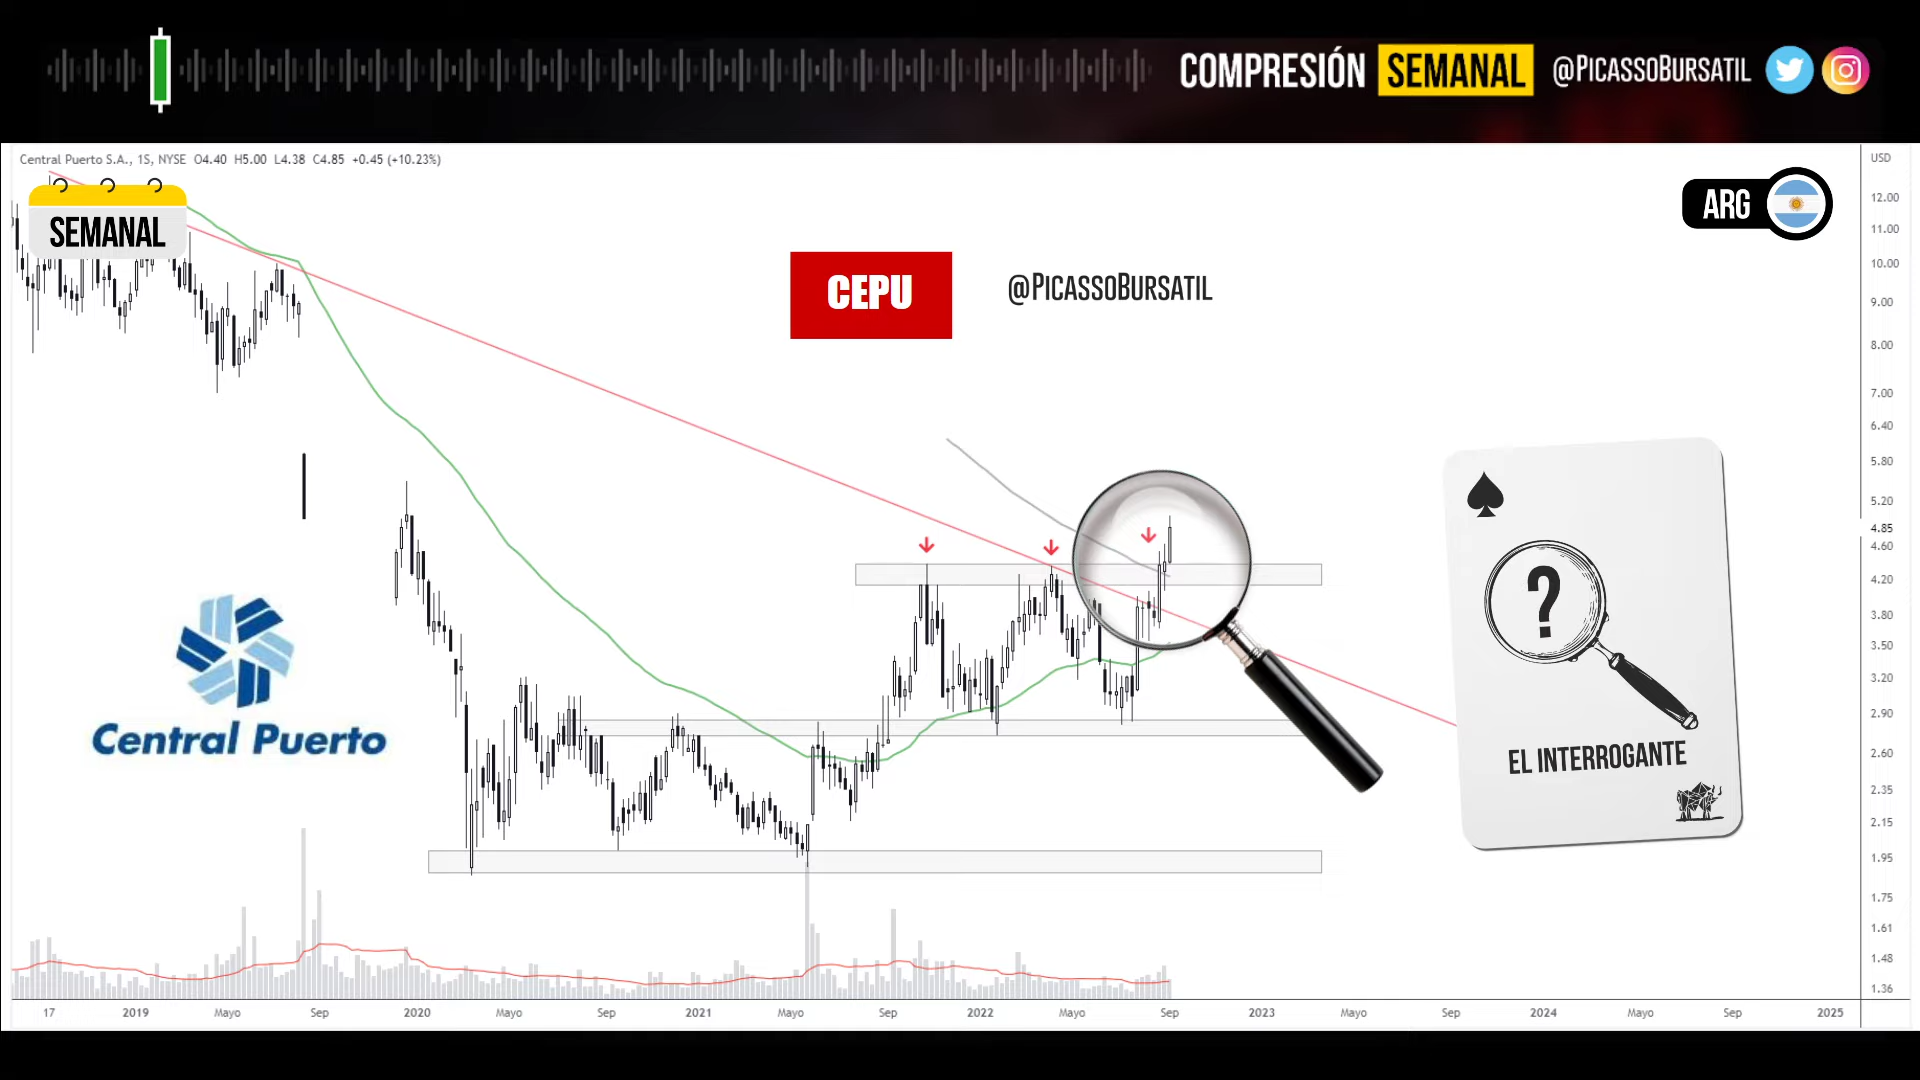 COMPRESIÓN SEMANAL @PICASSOBURSATIL
Central Puerto S.A., 1S, NYSE O4.40 H5.00 L4.38 C4.85 +0.45 (+10.23%)
USD
SEMANAL
ARG
CEPU
@PICASSOBURSATIL
12.00
11.00
10.00
9.00
8.00
7.00
6.40
5.80
5.20
4.85
4.60
4.20
3.80
3.50
3.20
2.90
2.60
2.35
2.15
1.95
1.75
1.61
1.48
1.36
?
EL INTERROGANTE
Central Puerto
17 2019 Mayo Sep 2020 Mayo Sep 2021 Mayo Sep 2022 Mayo Sep 2023 Mayo Sep 2024 Mayo Sep 2025